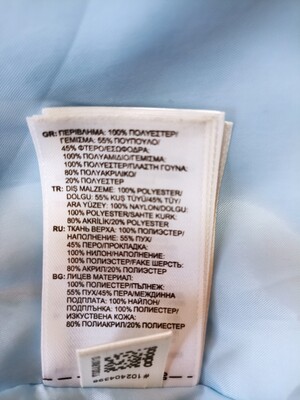 GR: ΠΕΡΙΒΛΗΜΑ: 100% ΠΟΛΥΕΣΤΕΡ/
ΓΕΜΙΣΜΑ: 55% ΠΟΥΠΟΥΛΟ/
45% ΦΤΕΡΟ/ΕΣΩΦΟΔΡΑ:
100% ΠΟΛΥΑΜΙΔΙΟ/ΓΕΜΙΣΜΑ:
100% ΠΟΛΥΕΣΤΕΡ/ΠΛΑΣΤΗ ΓΟΥΝΑ:
80% ΠΟΛΥΑΚΡΙΛΙΚΟ/
20% ΠΟΛΥΕΣΤΕΡ
TR: DIŞ MALZEME: 100% POLYESTER/
DOLGU: 55% KUŞ TÜYÜ/45% TÜY/
ARA YÜZEY: 100% NAYLON/DOLGU:
100% POLYESTER/SAHTE KURK:
80% AKRİLİK/20% POLYESTER
RU: ТКАНЬ ВЕРХА: 100% ПОЛИЭСТЕР/
НАПОЛНЕНИЕ: 55% ПУХ/
45% ПЕРО/ПРОКЛАДКА:
100% НИЛОН/НАПОЛНЕНИЕ:
100% ПОЛИЭСТЕР/FAKE ШЕРСТЬ:
80% АКРИЛ/20% ПОЛИЭСТЕР
BG: ЛИЦЕВ МАТЕРИАЛ:
100% ПОЛИЕСТЕР/ПЪЛНЕЖ:
55% ПУХ/45% ПЕРА/МЕЖДИННА
ПОДПЛАТА: 100% НАЙЛОН/
ПОДПЛЪНКА: 100% ПОЛИЕСТЕР/
ИЗКУСТВЕНА КОЖА:
80% ПОЛИАКРИЛ/20% ПОЛИЕСТЕР